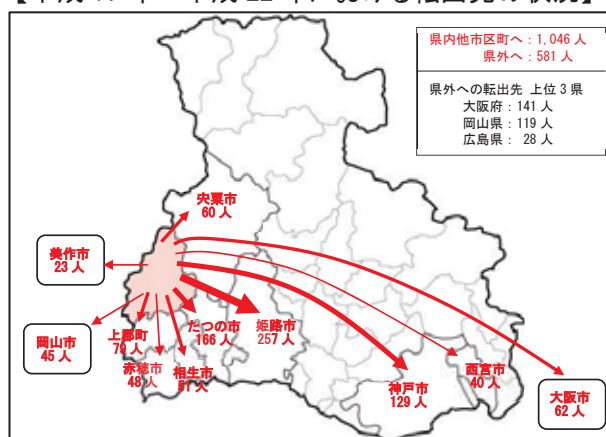 県内他市区町へ：1,046 人
県外へ：581 人
県外への転出先 上位 3 県
大阪府：141 人
岡山県：119 人
広島県： 28 人
宍粟市
60 人
美作市
23 人
岡山市
45 人
上郡町
79 人
赤穂市
48 人
相生市
51 人
たつの市
166 人
姫路市
257 人
神戸市
129 人
西宮市
40 人
大阪市
62 人